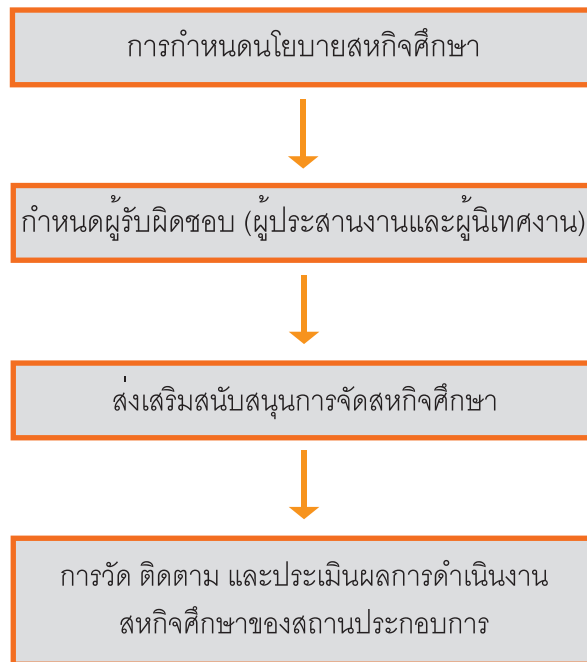 การกำหนดนโยบายสหกิจศึกษา
กำหนดผู้รับผิดชอบ (ผู้ประสานงานและผู้นิเทศงาน)
ส่งเสริมสนับสนุนการจัดสหกิจศึกษา
การวัด ติดตาม และประเมินผลการดำเนินงาน
สหกิจศึกษาของสถานประกอบการ